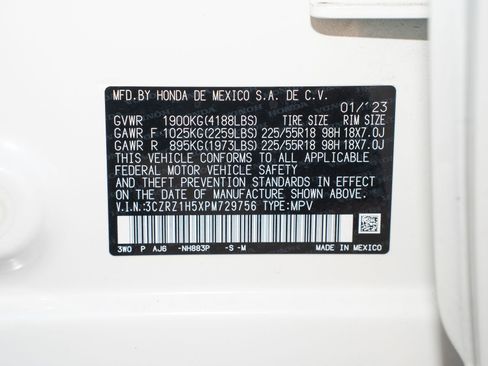 MFD.BY HONDA DE MEXICO S.A. DE C.V.
01/'23
GVWR 1900KG(4188LBS) TIRE SIZE RIM SIZE
GAWR F 1025KG(2259LBS) 225/55R18 98H 18X7.0J
GAWR R 895KG(1973LBS) 225/55R18 98H 18X7.0J
THIS VEHICLE CONFORMS TO ALL APPLICABLE
FEDERAL MOTOR VEHICLE SAFETY
AND THEFT PREVENTION STANDARDS IN EFFECT
ON THE DATE OF MANUFACTURE SHOWN ABOVE.
V.I.N:3CZRZ1H5XPM729756 TYPE:MPV
3W0 P AJ6 -NH883P -S -M
MADE IN MEXICO